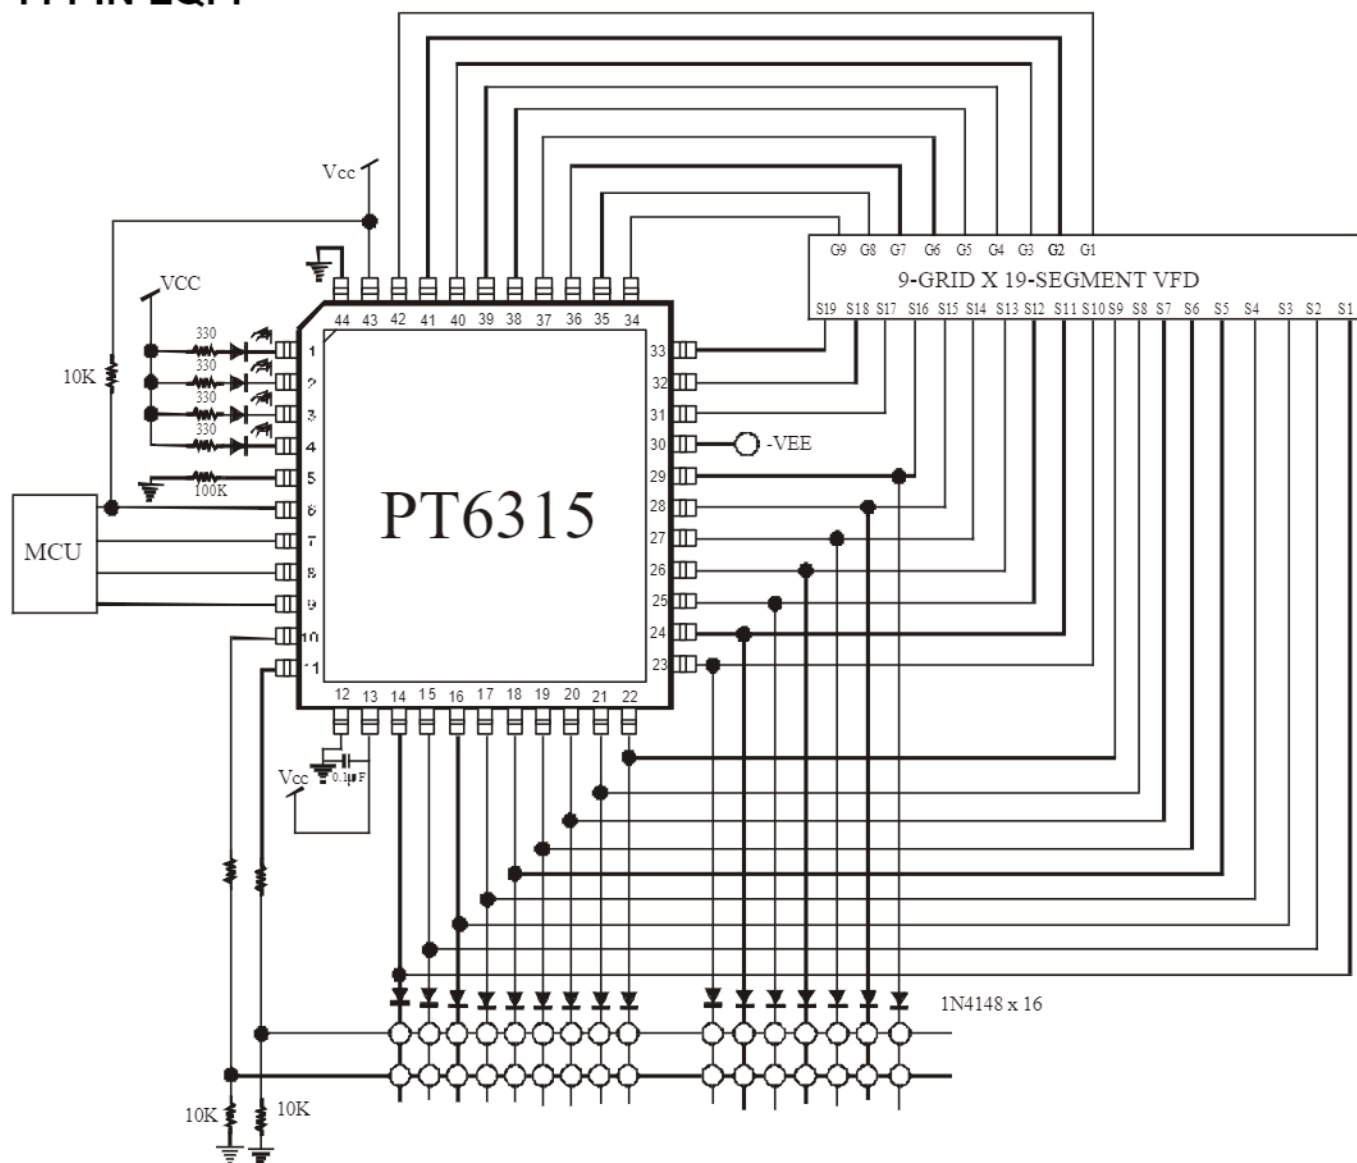 Vcc
G9 G8 G7 G6 G5 G4 G3 G2 G1
9-GRID X 19-SEGMENT VFD
S19 S18 S17 S16 S15 S14 S13 S12 S11 S10 S9 S8 S7 S6 S5 S4 S3 S2 S1
VCC
44 43 42 41 40 39 38 37 36 35 34
330
330
330
330
10K
100K
1
2
3
4
5
6
7
8
9
10
11
33
32
31
30
29
28
27
26
25
24
23
-VEE
PT6315
MCU
12 13 14 15 16 17 18 19 20 21 22
Vcc
0.1µF
1N4148 x 16
10K
10K